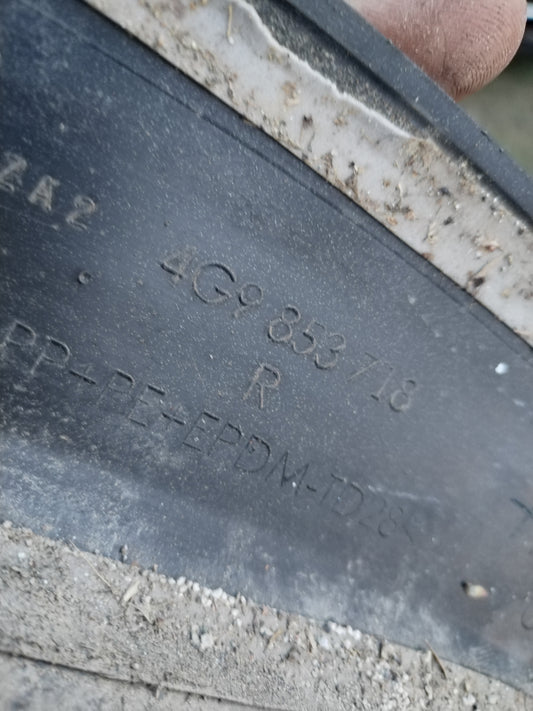 2A2
4G9 853 718
R
PP+PE+EPDM-TD28<